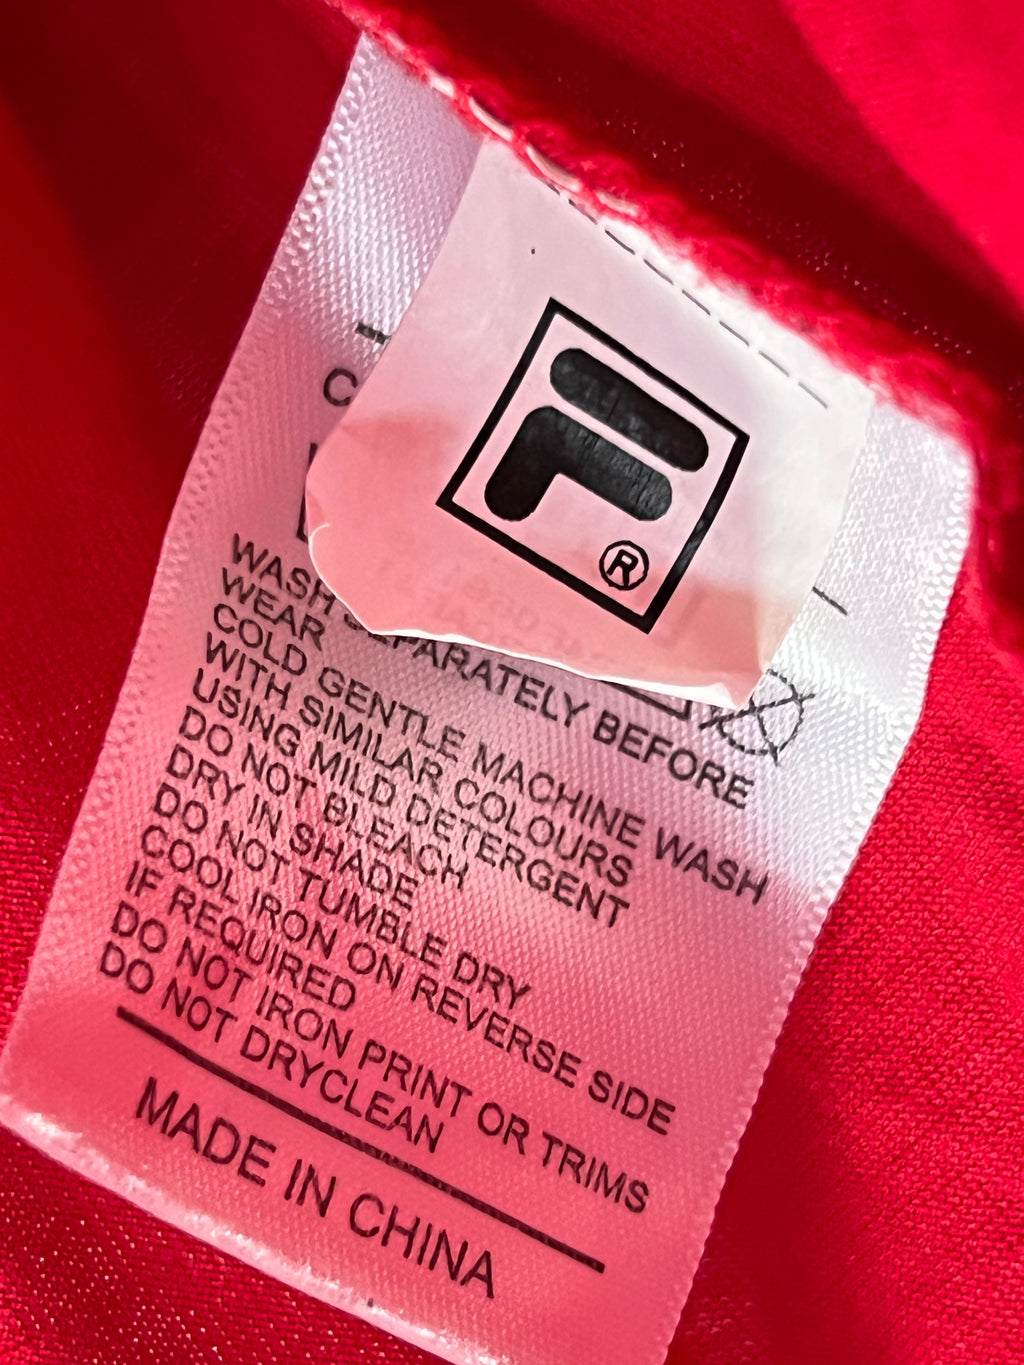 F
®
WASH SEPARATELY BEFORE
WEAR
COLD GENTLE MACHINE WASH
WITH SIMILAR COLOURS
USING MILD DETERGENT
DO NOT BLEACH
DRY IN SHADE
DO NOT TUMBLE DRY
COOL IRON ON REVERSE SIDE
IF REQUIRED
DO NOT IRON PRINT OR TRIMS
DO NOT DRYCLEAN
MADE IN CHINA